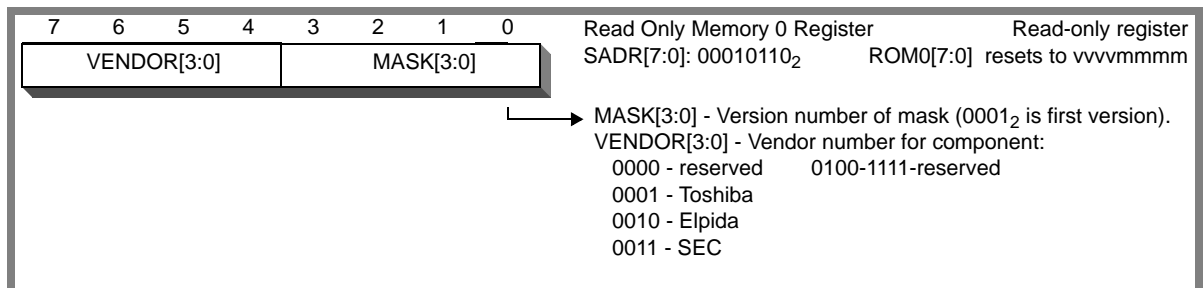 7 6 5 4 3 2 1 0
VENDOR[3:0] MASK[3:0]
Read Only Memory 0 Register Read-only register
SADR[7:0]: 00010110₂ ROM0[7:0] resets to vvvvmmmm
MASK[3:0] - Version number of mask (0001₂ is first version).
VENDOR[3:0] - Vendor number for component:
0000 - reserved 0100-1111-reserved
0001 - Toshiba
0010 - Elpida
0011 - SEC